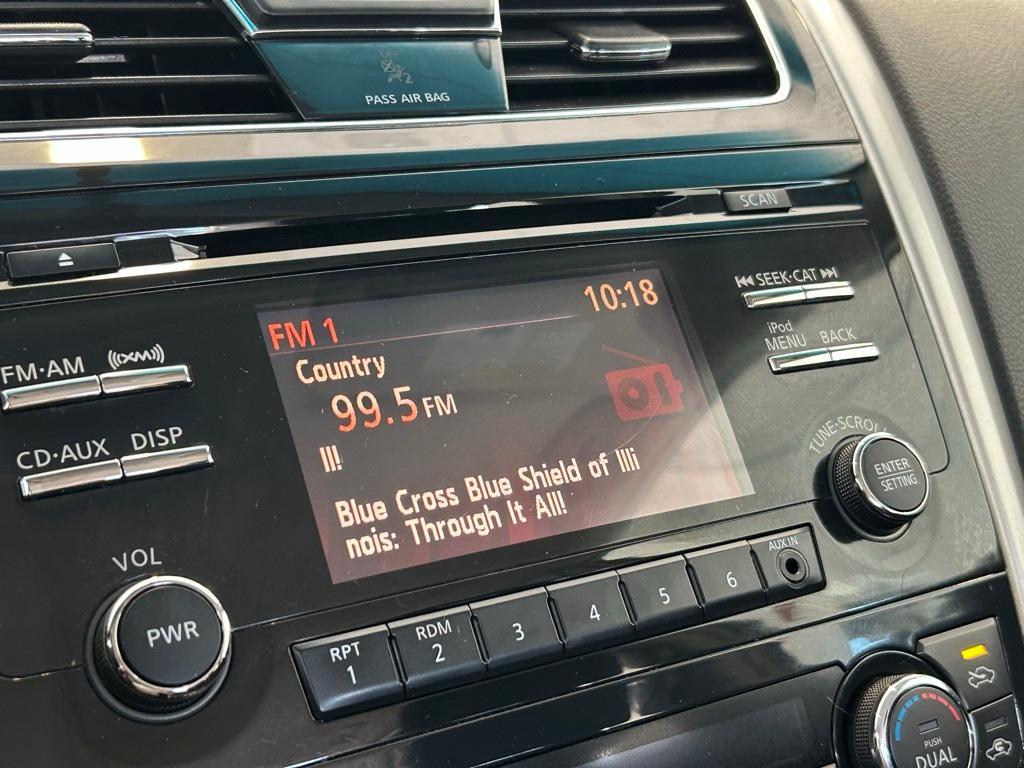 PASS AIR BAG
SCAN
SEEK·CAT
FM 1
10:18
iPod
MENU
BACK
FM·AM
((XM))
Country
99.5 FM
TUNE·SCROLL
CD·AUX
DISP
ll!
ENTER
SETTING
Blue Cross Blue Shield of Illi
nois: Through It All!
VOL
PWR
RPT
1
RDM
2
3
4
5
6
AUX IN
PUSH
DUAL